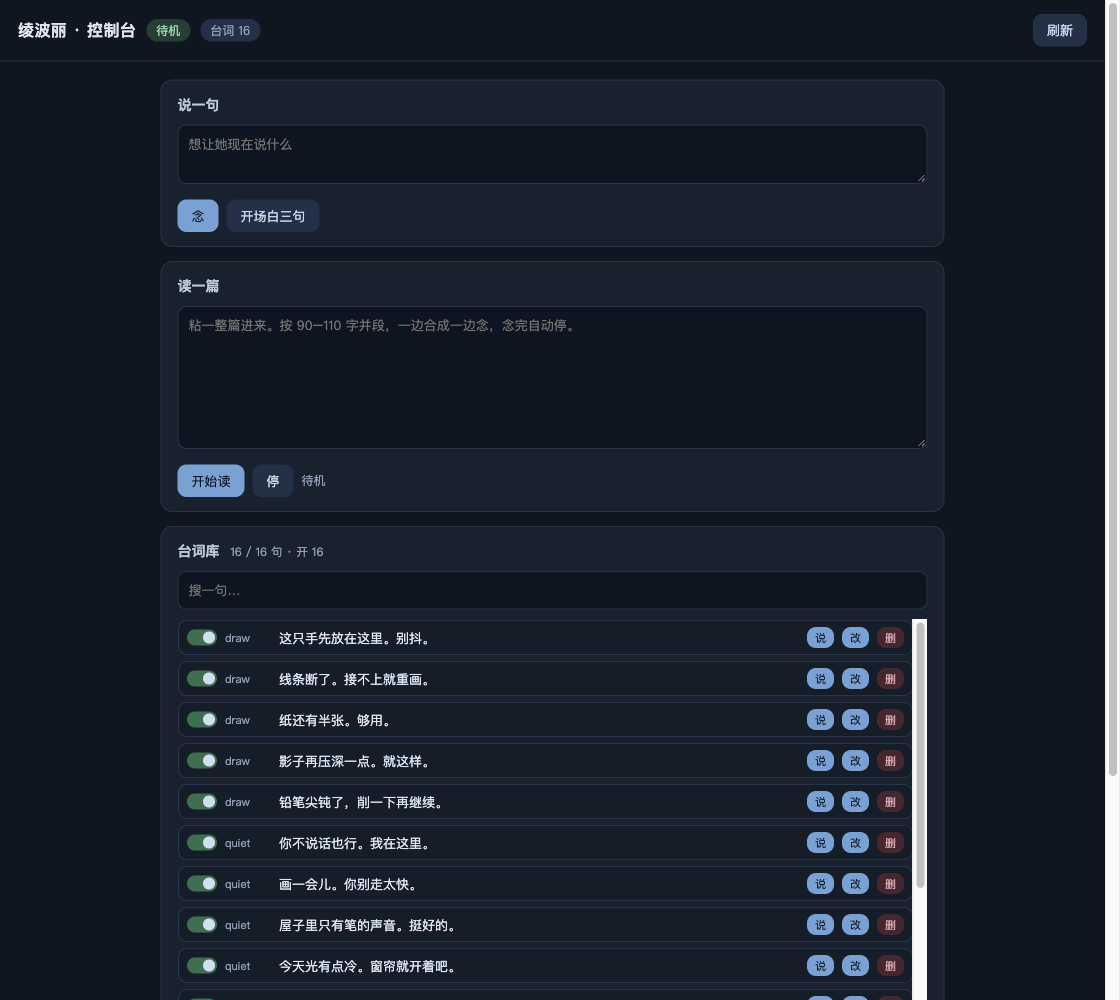 绫波丽 · 控制台 待机 台词 16 刷新
说一句
想让她现在说什么
念 开场白三句
读一篇
粘一整篇进来。按 90–110 字并段，一边合成一边念，念完自动停。
开始读 停 待机
台词库 16 / 16 句 · 开 16
搜一句…
draw 这只手先放在这里。别抖。 说 改 删
draw 线条断了。接不上就重画。 说 改 删
draw 纸还有半张。够用。 说 改 删
draw 影子再压深一点。就这样。 说 改 删
draw 铅笔尖钝了，削一下再继续。 说 改 删
quiet 你不说话也行。我在这里。 说 改 删
quiet 画一会儿。你别走太快。 说 改 删
quiet 屋子里只有笔的声音。挺好的。 说 改 删
quiet 今天光有点冷。窗帘就开着吧。 说 改 删